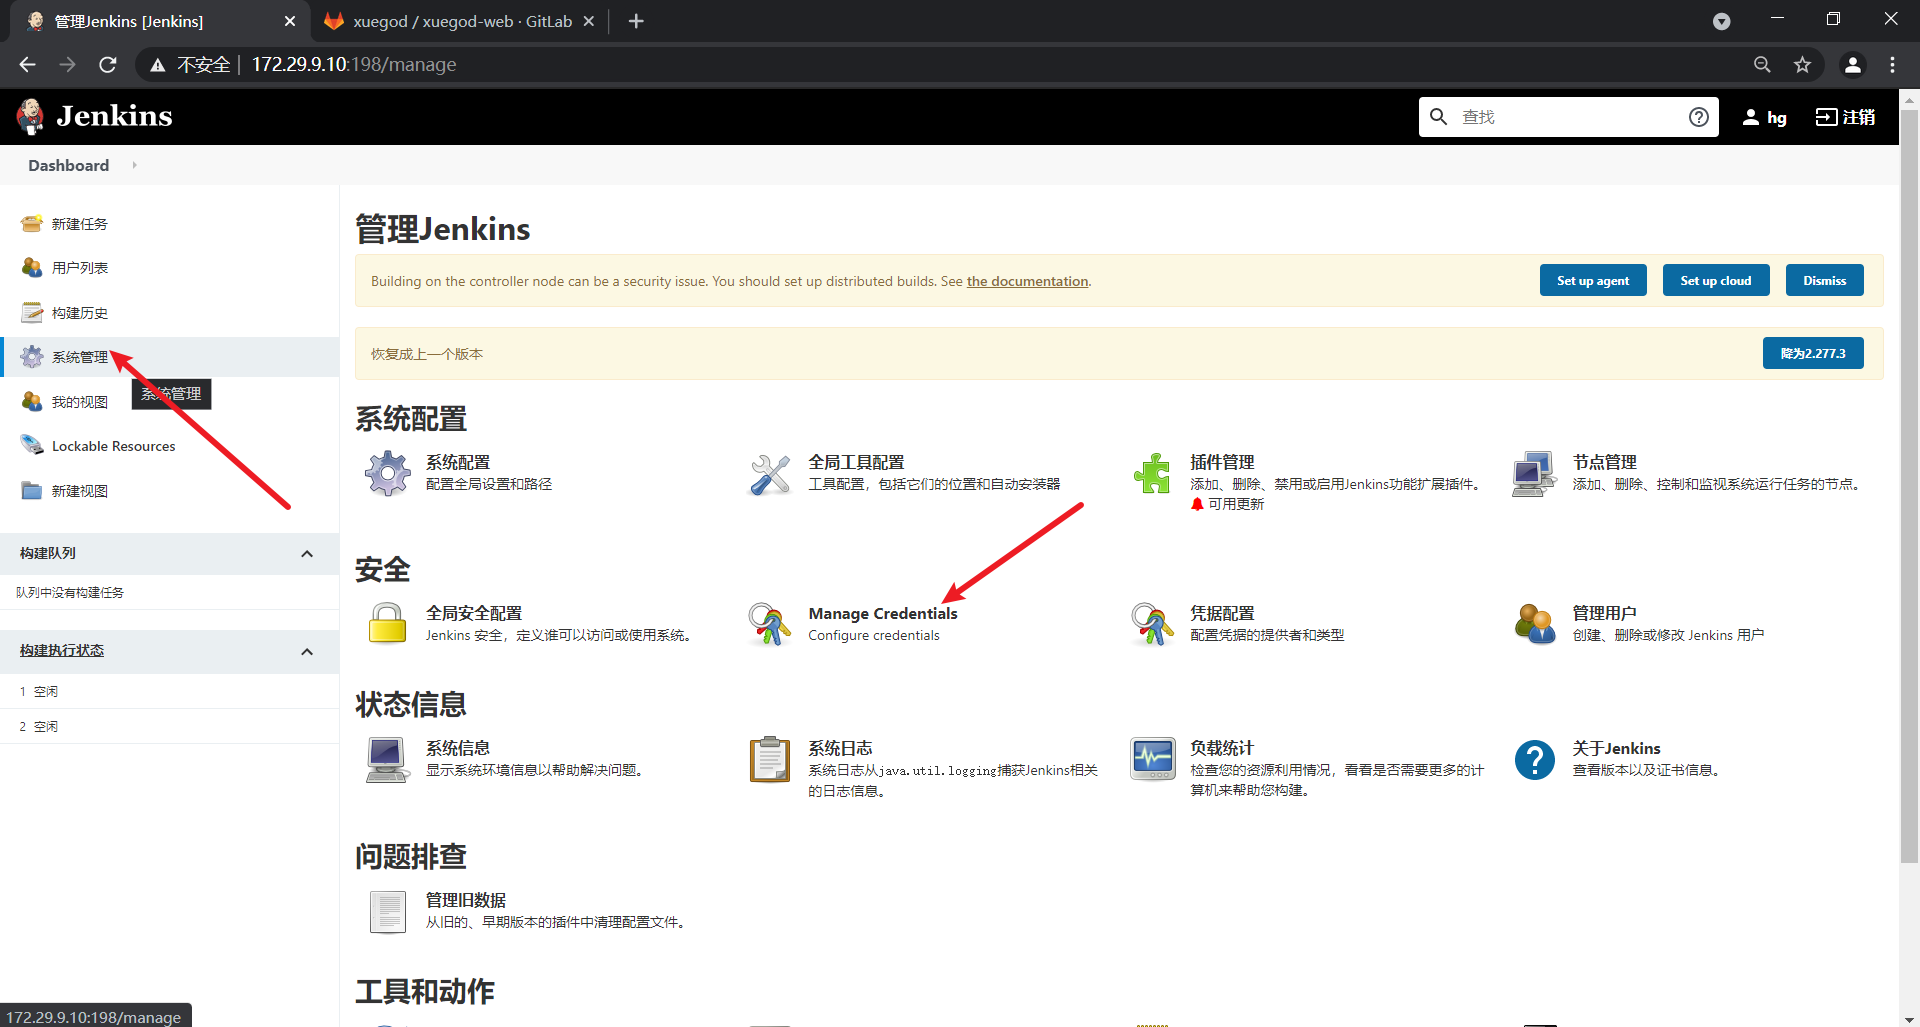 管理Jenkins [Jenkins]
xuegod / xuegod-web · GitLab
不安全
172.29.9.10:198/manage
Jenkins
查找
hg
注销
Dashboard
新建任务
用户列表
构建历史
系统管理
系统管理
我的视图
Lockable Resources
新建视图
构建队列
队列中没有构建任务
构建执行状态
1 空闲
2 空闲
管理Jenkins
Building on the controller node can be a security issue. You should set up distributed builds. See the documentation.
Set up agent
Set up cloud
Dismiss
恢复成上一个版本
降为2.277.3
系统配置
系统配置
配置全局设置和路径
全局工具配置
工具配置，包括它们的位置和自动安装器
插件管理
添加、删除、禁用或启用Jenkins功能扩展插件。
可用更新
节点管理
添加、删除、控制和监视系统运行任务的节点。
安全
全局安全配置
Jenkins 安全，定义谁可以访问或使用系统。
Manage Credentials
Configure credentials
凭据配置
配置凭据的提供者和类型
管理用户
创建、删除或修改 Jenkins 用户
状态信息
系统信息
显示系统环境信息以帮助解决问题。
系统日志
系统日志从java.util.logging捕获Jenkins相关
的日志信息。
负载统计
检查您的资源利用情况，看看是否需要更多的计
算机来帮助您构建。
关于Jenkins
查看版本以及证书信息。
问题排查
管理旧数据
从旧的、早期版本的插件中清理配置文件。
工具和动作
172.29.9.10:198/manage